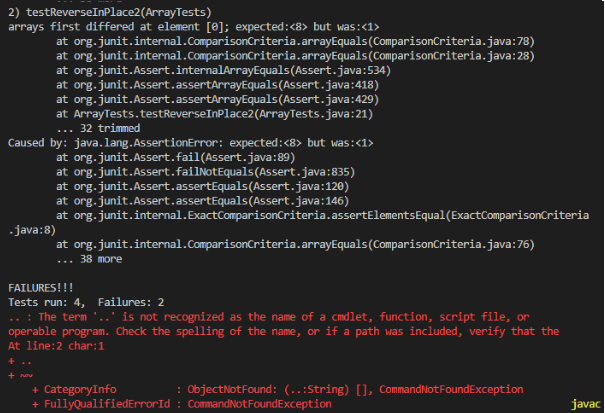 2) testReverseInPlace2(ArrayTests)
arrays first differed at element [0]; expected:<8> but was:<1>
at org.junit.internal.ComparisonCriteria.arrayEquals(ComparisonCriteria.java:78)
at org.junit.internal.ComparisonCriteria.arrayEquals(ComparisonCriteria.java:28)
at org.junit.Assert.internalArrayEquals(Assert.java:534)
at org.junit.Assert.assertArrayEquals(Assert.java:418)
at org.junit.Assert.assertArrayEquals(Assert.java:429)
at ArrayTests.testReverseInPlace2(ArrayTests.java:21)
... 32 trimmed
Caused by: java.lang.AssertionError: expected:<8> but was:<1>
at org.junit.Assert.fail(Assert.java:89)
at org.junit.Assert.failNotEquals(Assert.java:835)
at org.junit.Assert.assertEquals(Assert.java:120)
at org.junit.Assert.assertEquals(Assert.java:146)
at org.junit.internal.ExactComparisonCriteria.assertElementsEqual(ExactComparisonCriteria
.java:8)
at org.junit.internal.ComparisonCriteria.arrayEquals(ComparisonCriteria.java:76)
... 38 more
FAILURES!!!
Tests run: 4,  Failures: 2
.. : The term '..' is not recognized as the name of a cmdlet, function, script file, or
operable program. Check the spelling of the name, or if a path was included, verify that the
At line:2 char:1
+ ..
+ ~~
+ CategoryInfo          : ObjectNotFound: (..:String) [], CommandNotFoundException
+ FullyQualifiedErrorId : CommandNotFoundException javac